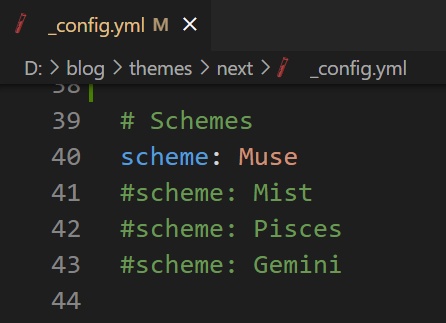 _config.yml M ×
D: > blog > themes > next > _config.yml
38
39 # Schemes
40 scheme: Muse
41 #scheme: Mist
42 #scheme: Pisces
43 #scheme: Gemini
44